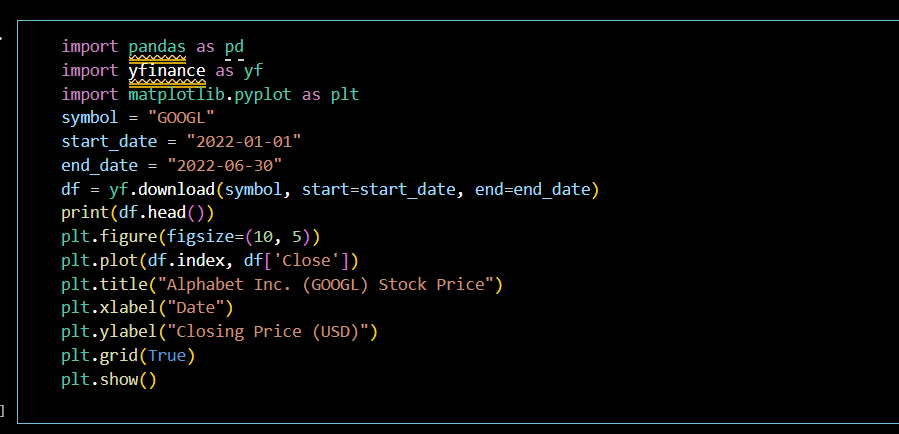 import pandas as pd
import yfinance as yf
import matplotlib.pyplot as plt
symbol = "GOOGL"
start_date = "2022-01-01"
end_date = "2022-06-30"
df = yf.download(symbol, start=start_date, end=end_date)
print(df.head())
plt.figure(figsize=(10, 5))
plt.plot(df.index, df['Close'])
plt.title("Alphabet Inc. (GOOGL) Stock Price")
plt.xlabel("Date")
plt.ylabel("Closing Price (USD)")
plt.grid(True)
plt.show()
]